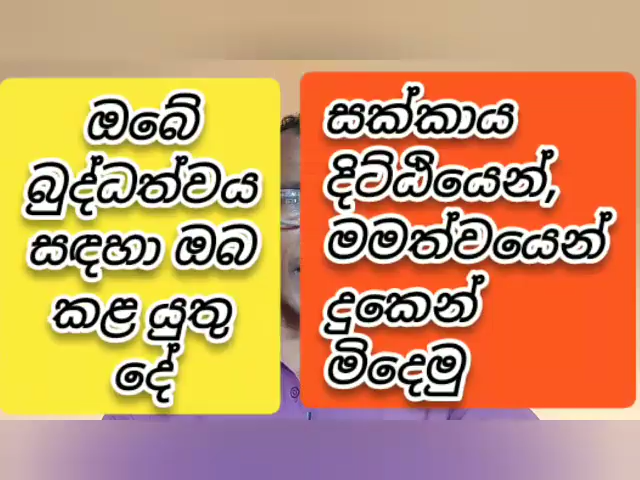 ඔබේ
බුද්ධත්වය
සඳහා ඔබ
කළ යුතු
දේ
සක්කාය
දිට්ඨියෙන්,
මමත්වයෙන්
දුකෙන්
මිදෙමු